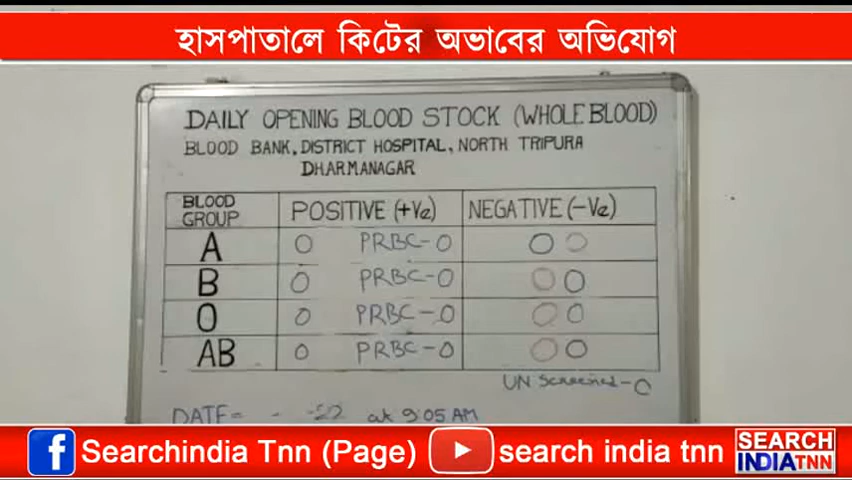 হাসপাতালে কিটের অভাবের অভিযোগ
DAILY OPENING BLOOD STOCK (WHOLE BLOOD)
BLOOD BANK, DISTRICT HOSPITAL, NORTH TRIPURA
DHARMANAGAR
BLOOD GROUP POSITIVE (+Ve) NEGATIVE (-Ve)
A 0 PRBC-0 0 0
B 0 PRBC-0 0 0
O 0 PRBC-0 0 0
AB 0 PRBC-0 0 0
UN Screened-0
DATE= - -22 at 9:05 AM
Searchindia Tnn (Page) search india tnn SEARCH INDIA TNN